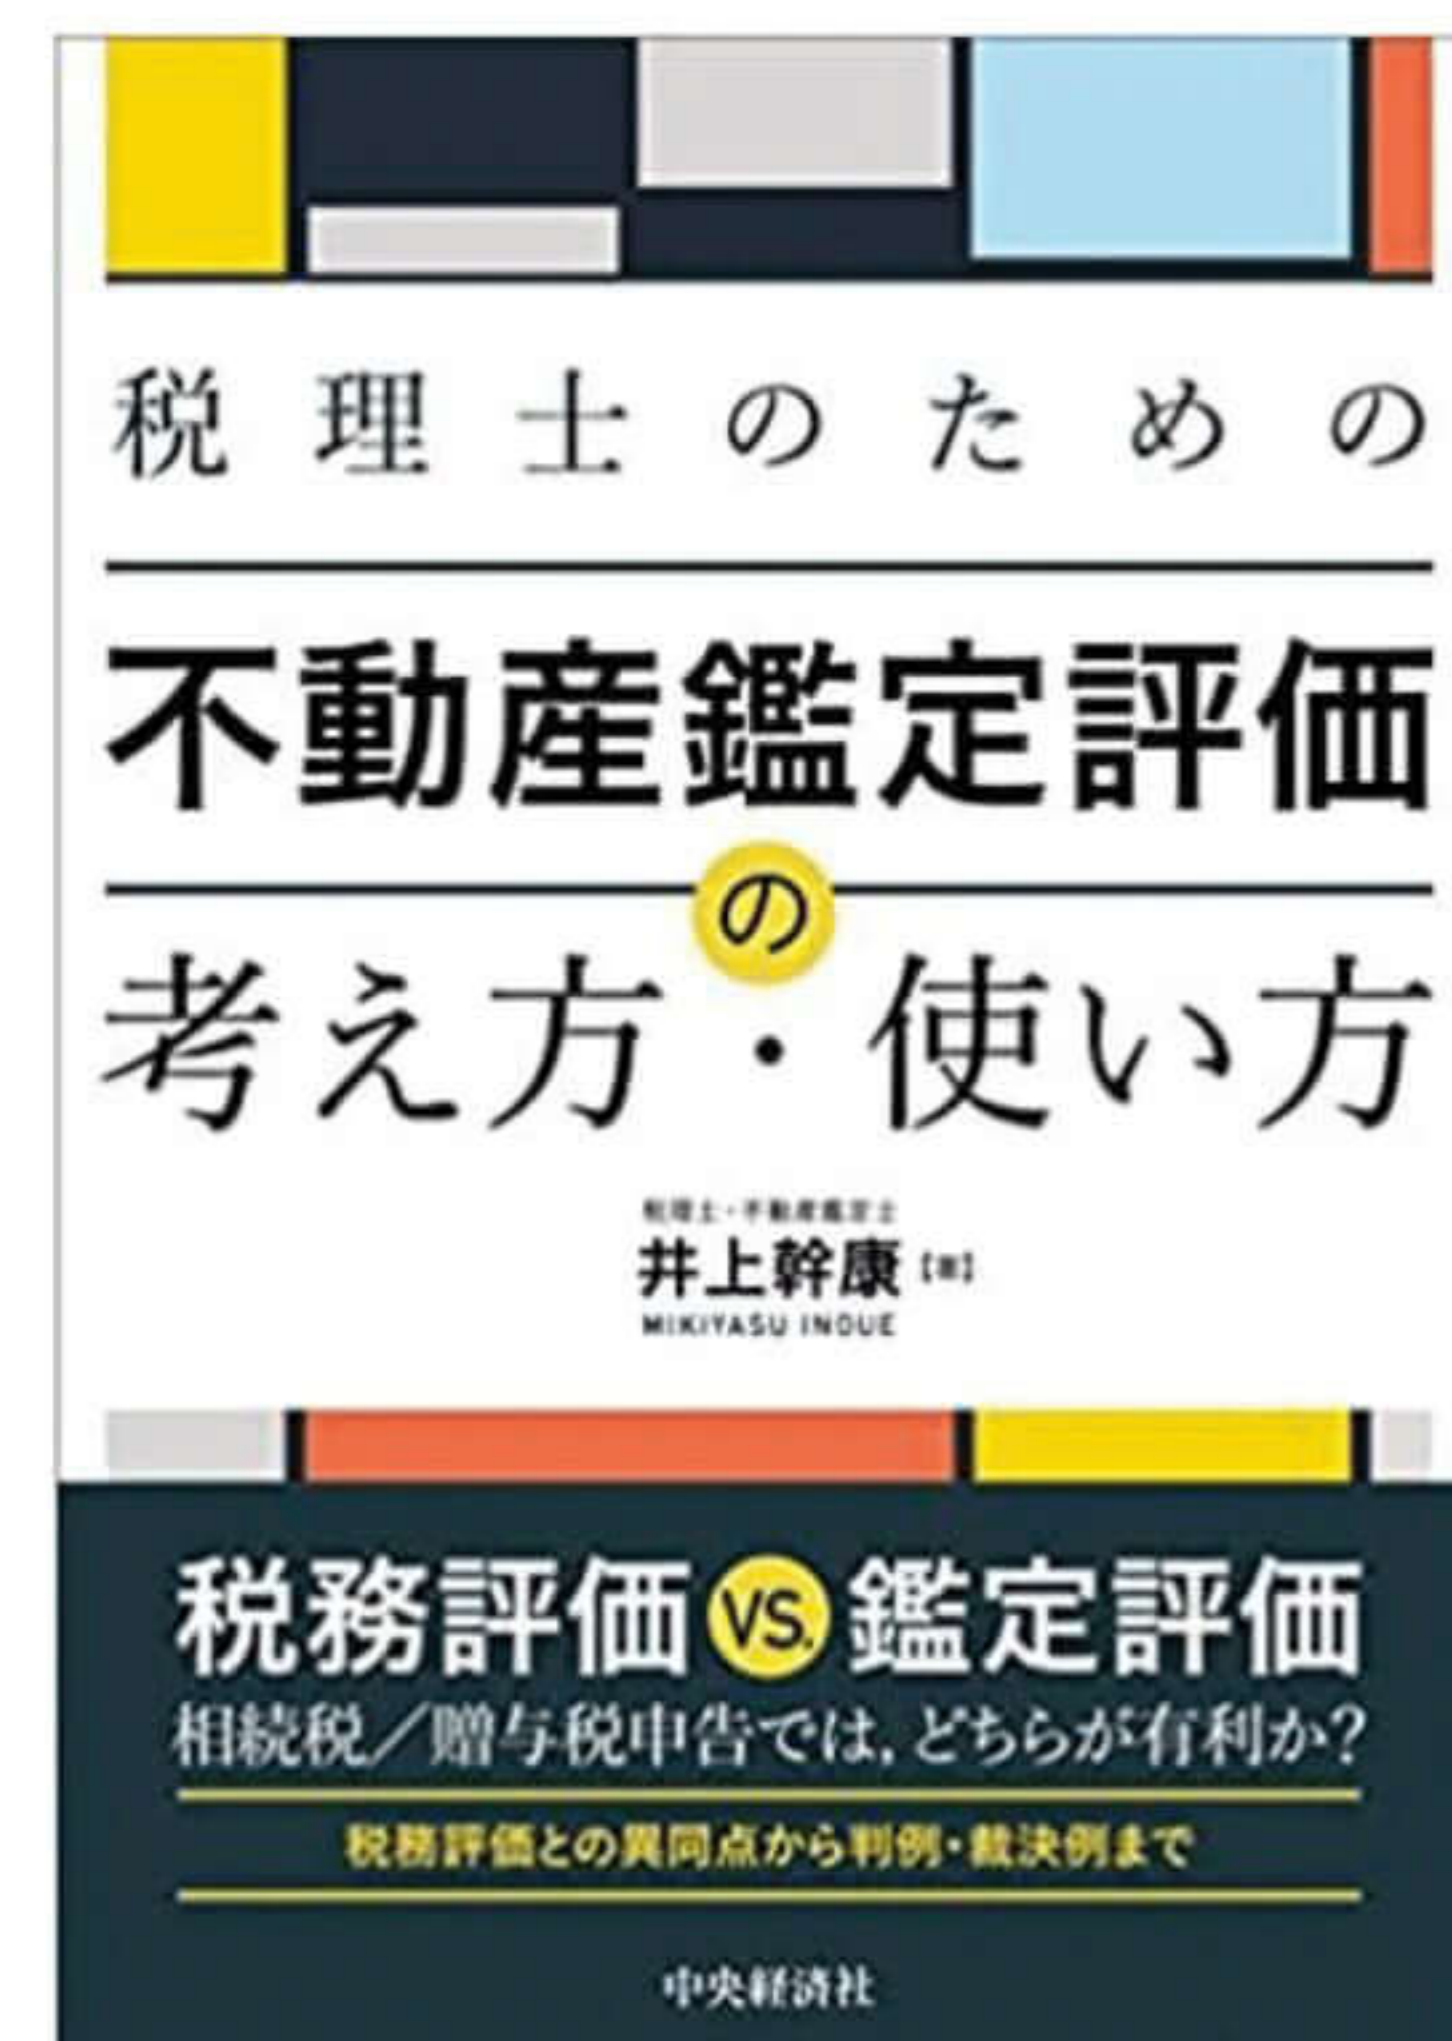 税理士のための
不動産鑑定評価
の
考え方・使い方
税理士・不動産鑑定士
井上幹康【著】
MIKIYASU INOUE
税務評価VS.鑑定評価
相続税／贈与税申告では,どちらが有利か?
税務評価との異同点から判例・裁決例まで
中央経済社